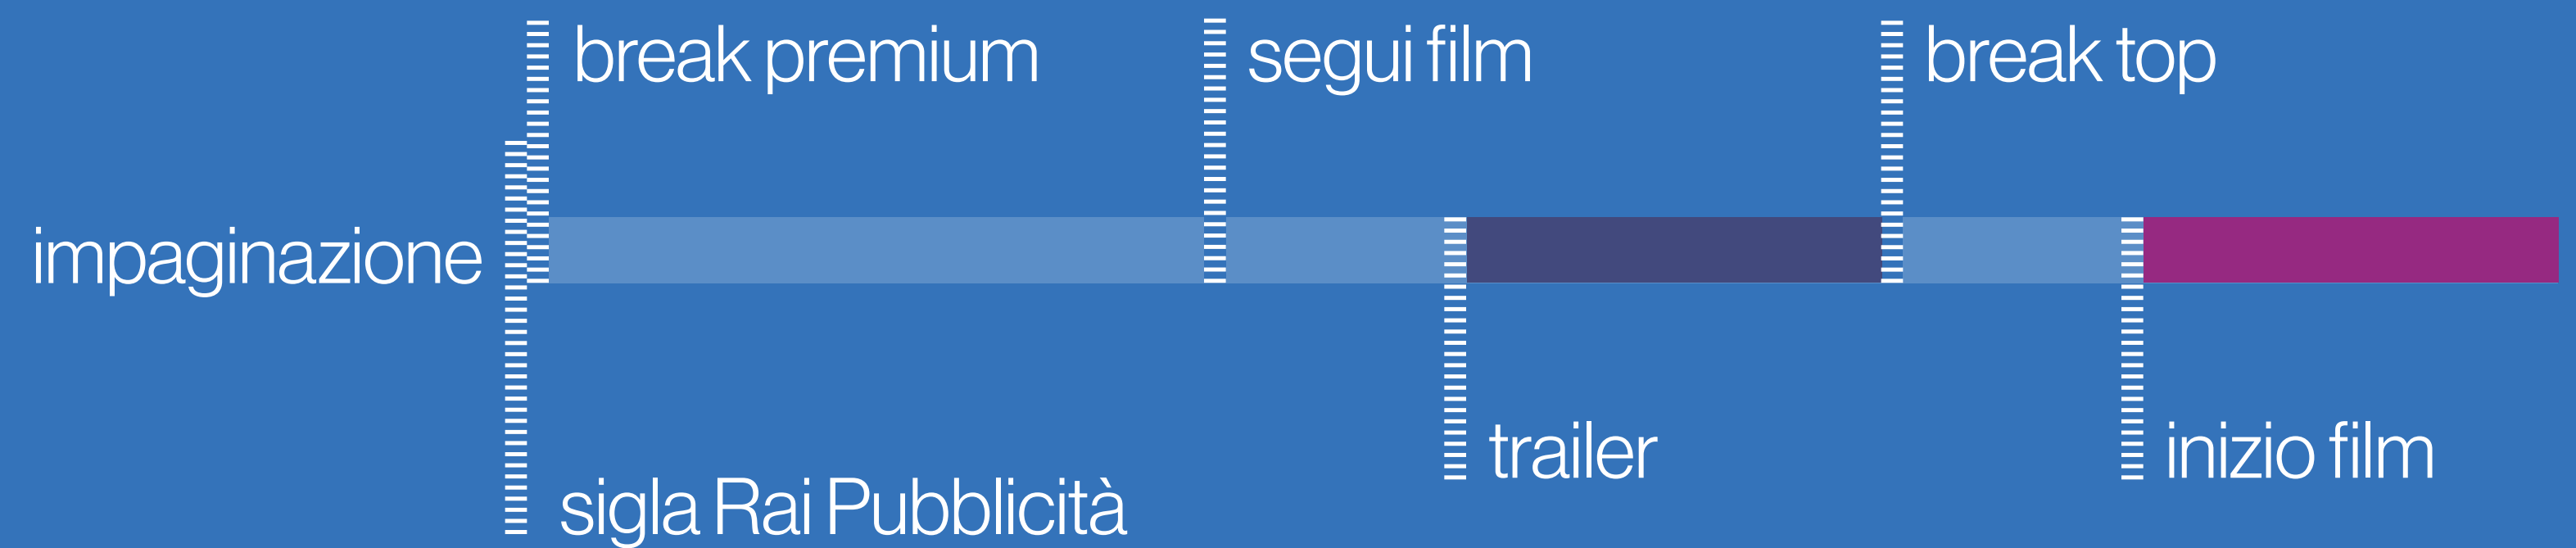 break premium
segui film
break top
impaginazione
trailer
inizio film
sigla Rai Pubblicità